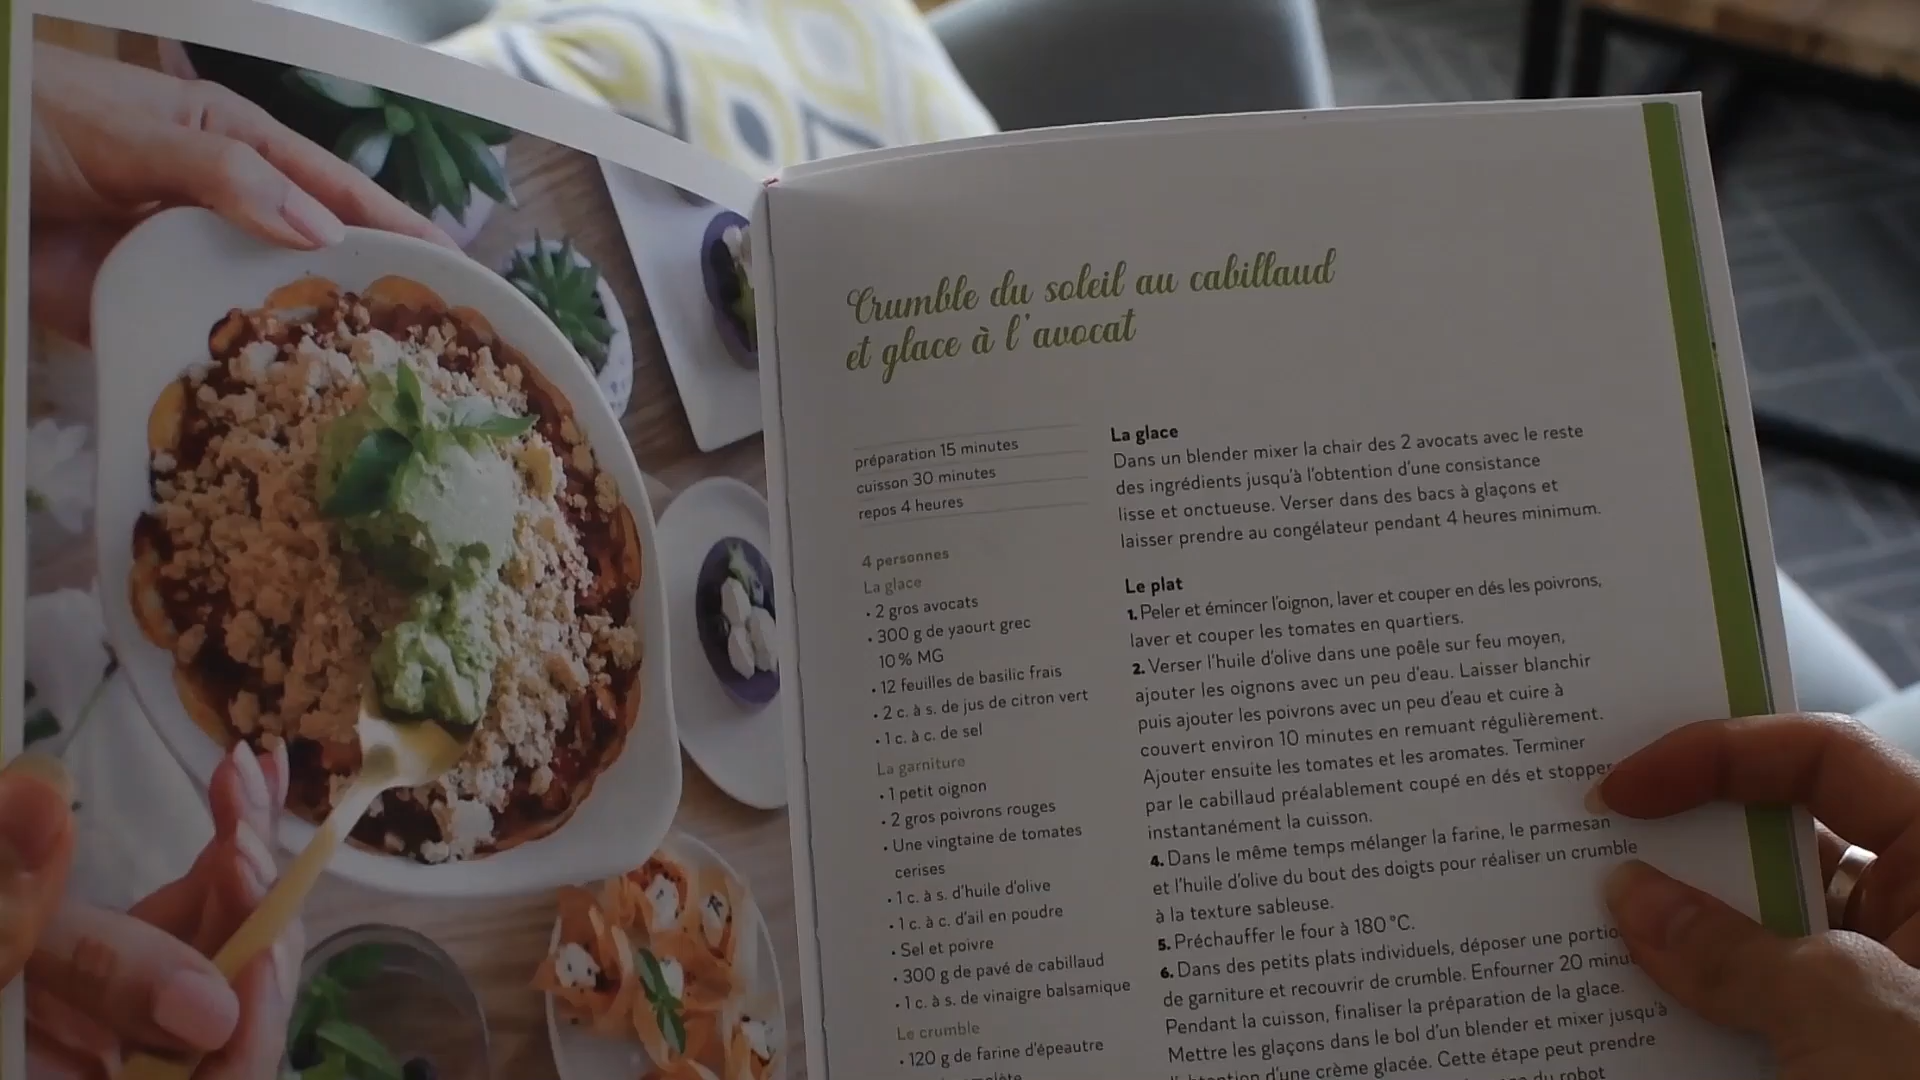 Crumble du soleil au cabillaud
et glace à l'avocat
préparation 15 minutes
cuisson 30 minutes
repos 4 heures
4 personnes
La glace
• 2 gros avocats
• 300 g de yaourt grec
10 % MG
• 12 feuilles de basilic frais
• 2 c. à s. de jus de citron vert
• 1 c. à c. de sel
La garniture
• 1 petit oignon
• 2 gros poivrons rouges
• Une vingtaine de tomates
cerises
• 1 c. à s. d'huile d'olive
• 1 c. à c. d'ail en poudre
• Sel et poivre
• 300 g de pavé de cabillaud
• 1 c. à s. de vinaigre balsamique
Le crumble
• 120 g de farine d'épeautre
La glace
Dans un blender mixer la chair des 2 avocats avec le reste
des ingrédients jusqu'à l'obtention d'une consistance
lisse et onctueuse. Verser dans des bacs à glaçons et
laisser prendre au congélateur pendant 4 heures minimum.
Le plat
1. Peler et émincer l'oignon, laver et couper en dés les poivrons,
laver et couper les tomates en quartiers.
2. Verser l'huile d'olive dans une poêle sur feu moyen,
ajouter les oignons avec un peu d'eau. Laisser blanchir
puis ajouter les poivrons avec un peu d'eau et cuire à
couvert environ 10 minutes en remuant régulièrement.
Ajouter ensuite les tomates et les aromates. Terminer
par le cabillaud préalablement coupé en dés et stopper
instantanément la cuisson.
4. Dans le même temps mélanger la farine, le parmesan
et l'huile d'olive du bout des doigts pour réaliser un crumble
à la texture sableuse.
5. Préchauffer le four à 180 °C.
6. Dans des petits plats individuels, déposer une portio
de garniture et recouvrir de crumble. Enfourner 20 minu
Pendant la cuisson, finaliser la préparation de la glace.
Mettre les glaçons dans le bol d'un blender et mixer jusqu'à
d'une crème glacée. Cette étape peut prendre
du robot